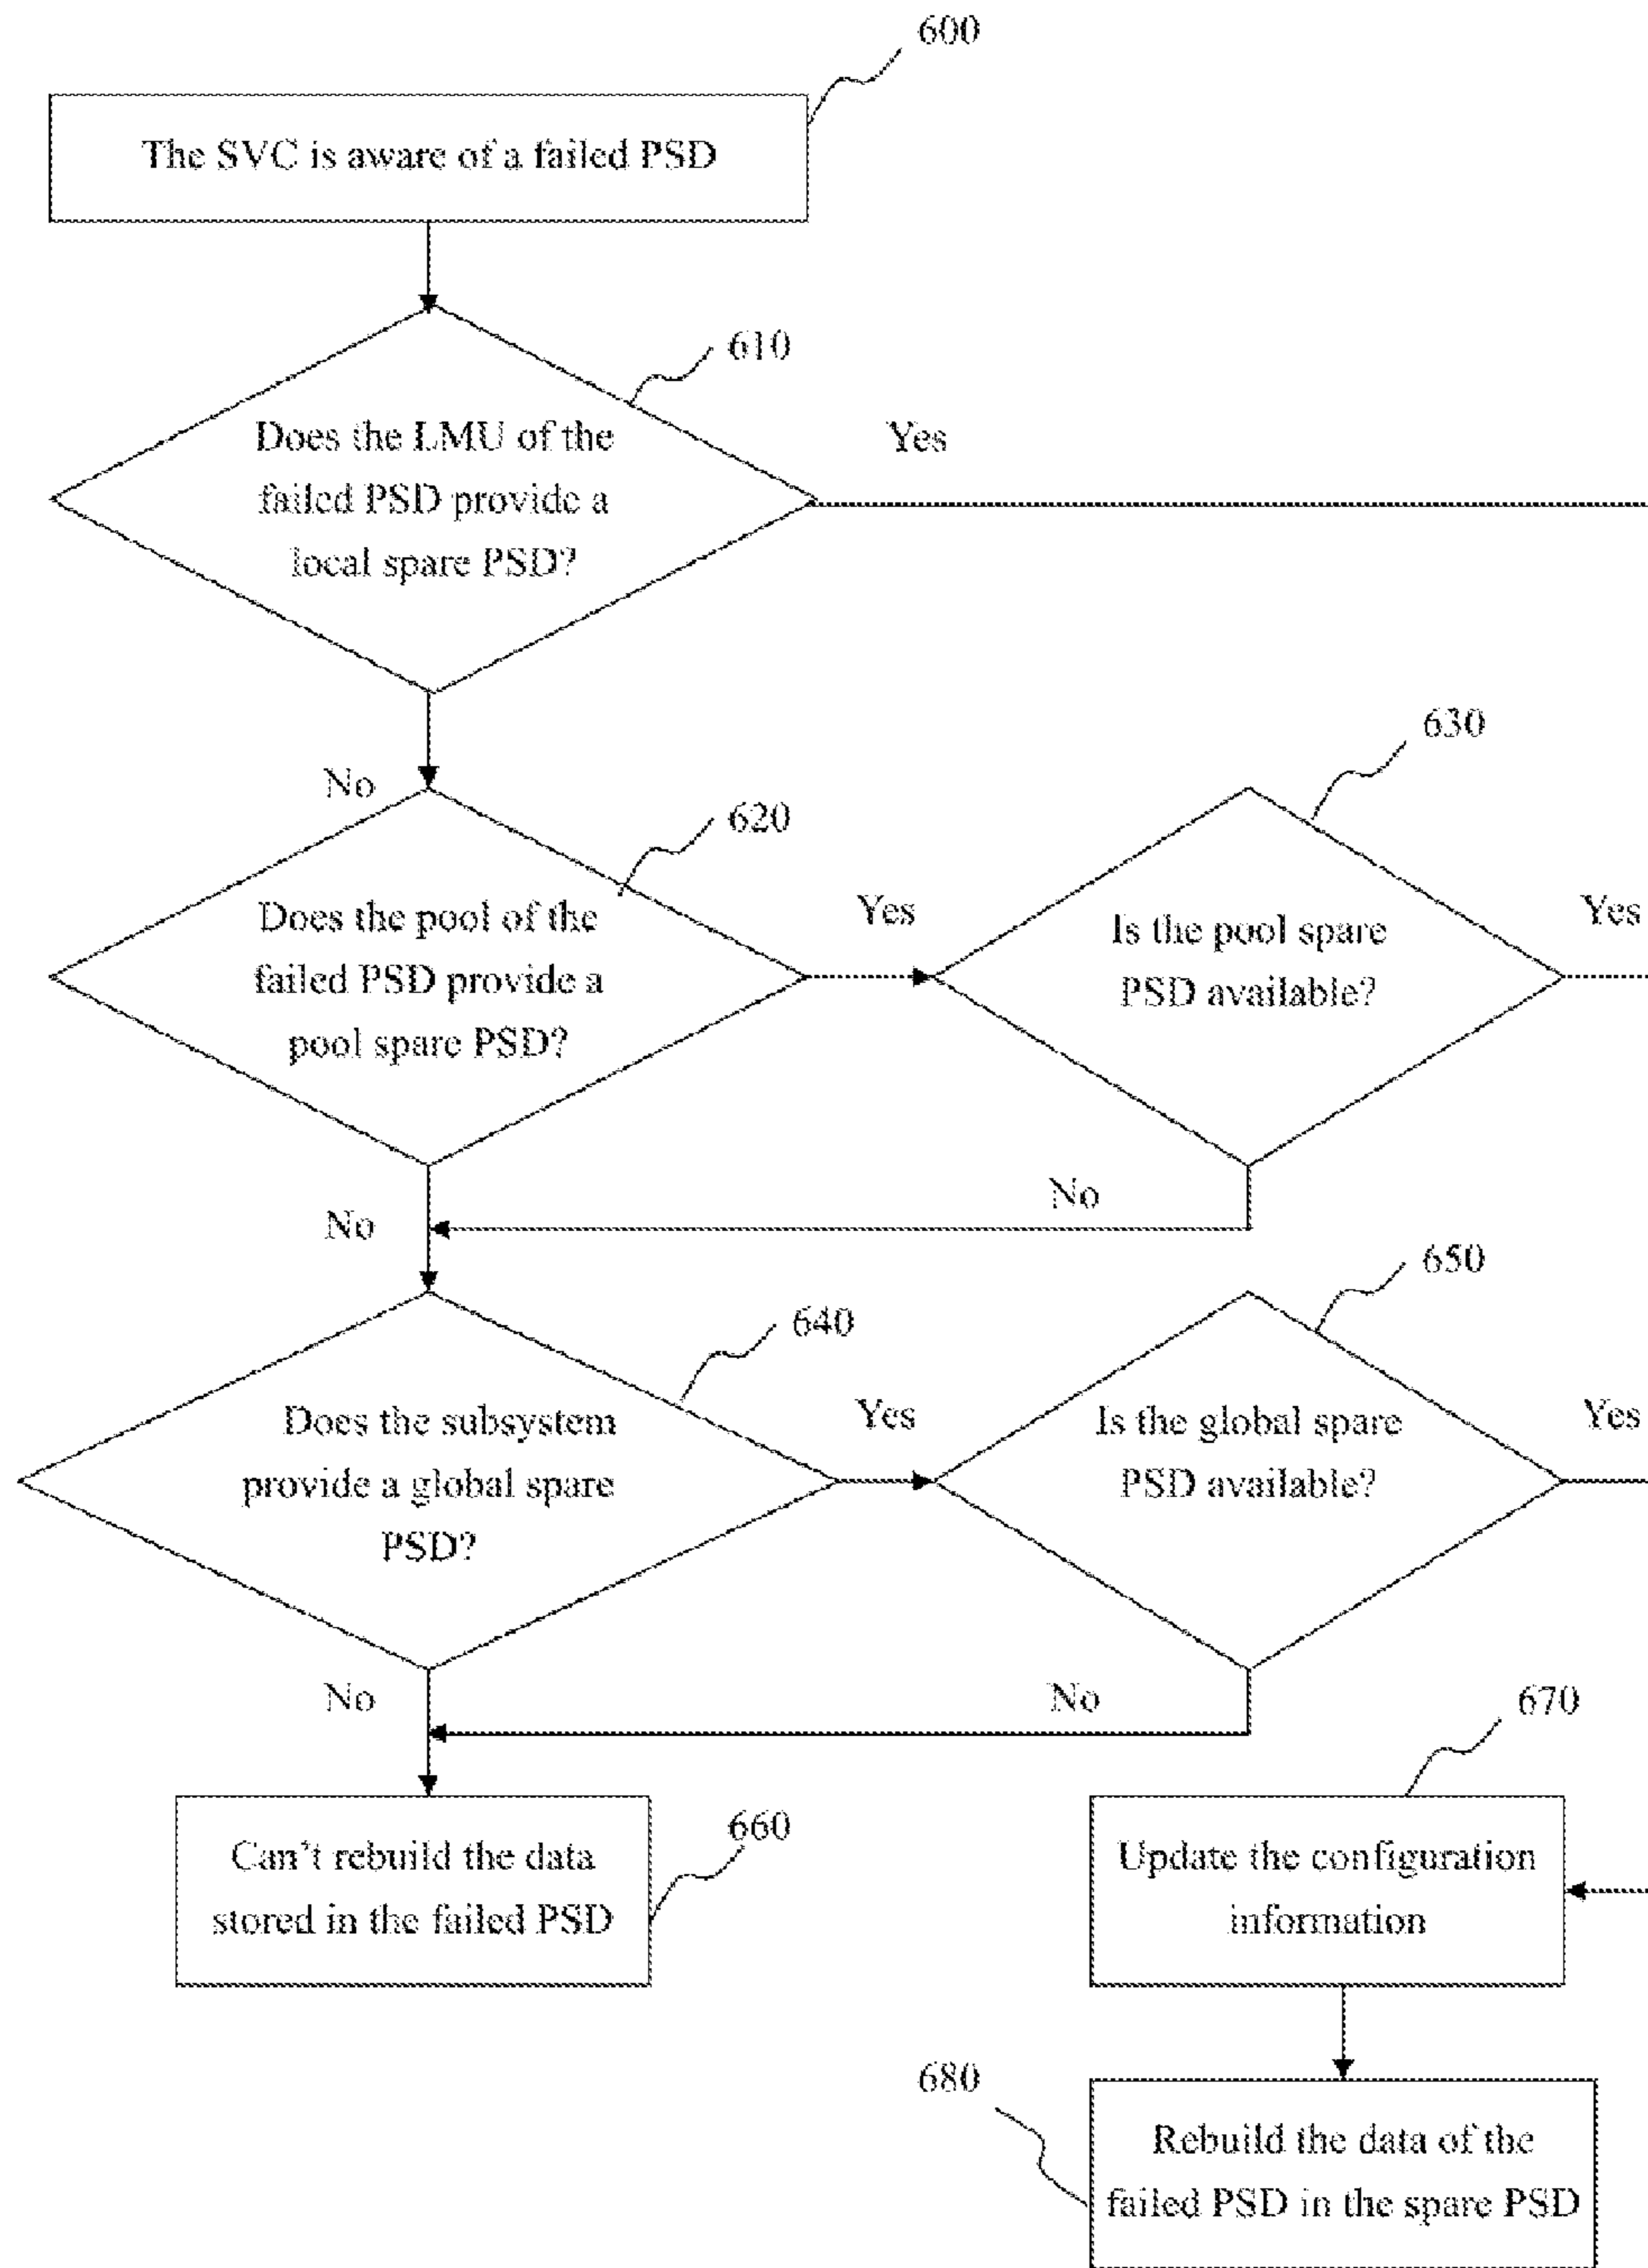 600
The SVC is aware of a failed PSD
610
Does the LMU of the
failed PSD provide a
local spare PSD?
Yes
No
620
Does the pool of the
failed PSD provide a
pool spare PSD?
Yes
630
Is the pool spare
PSD available?
Yes
No
No
640
Does the subsystem
provide a global spare
PSD?
Yes
650
Is the global spare
PSD available?
Yes
No
No
660
Can't rebuild the data
stored in the failed PSD
670
Update the configuration
information
680
Rebuild the data of the
failed PSD in the spare PSD